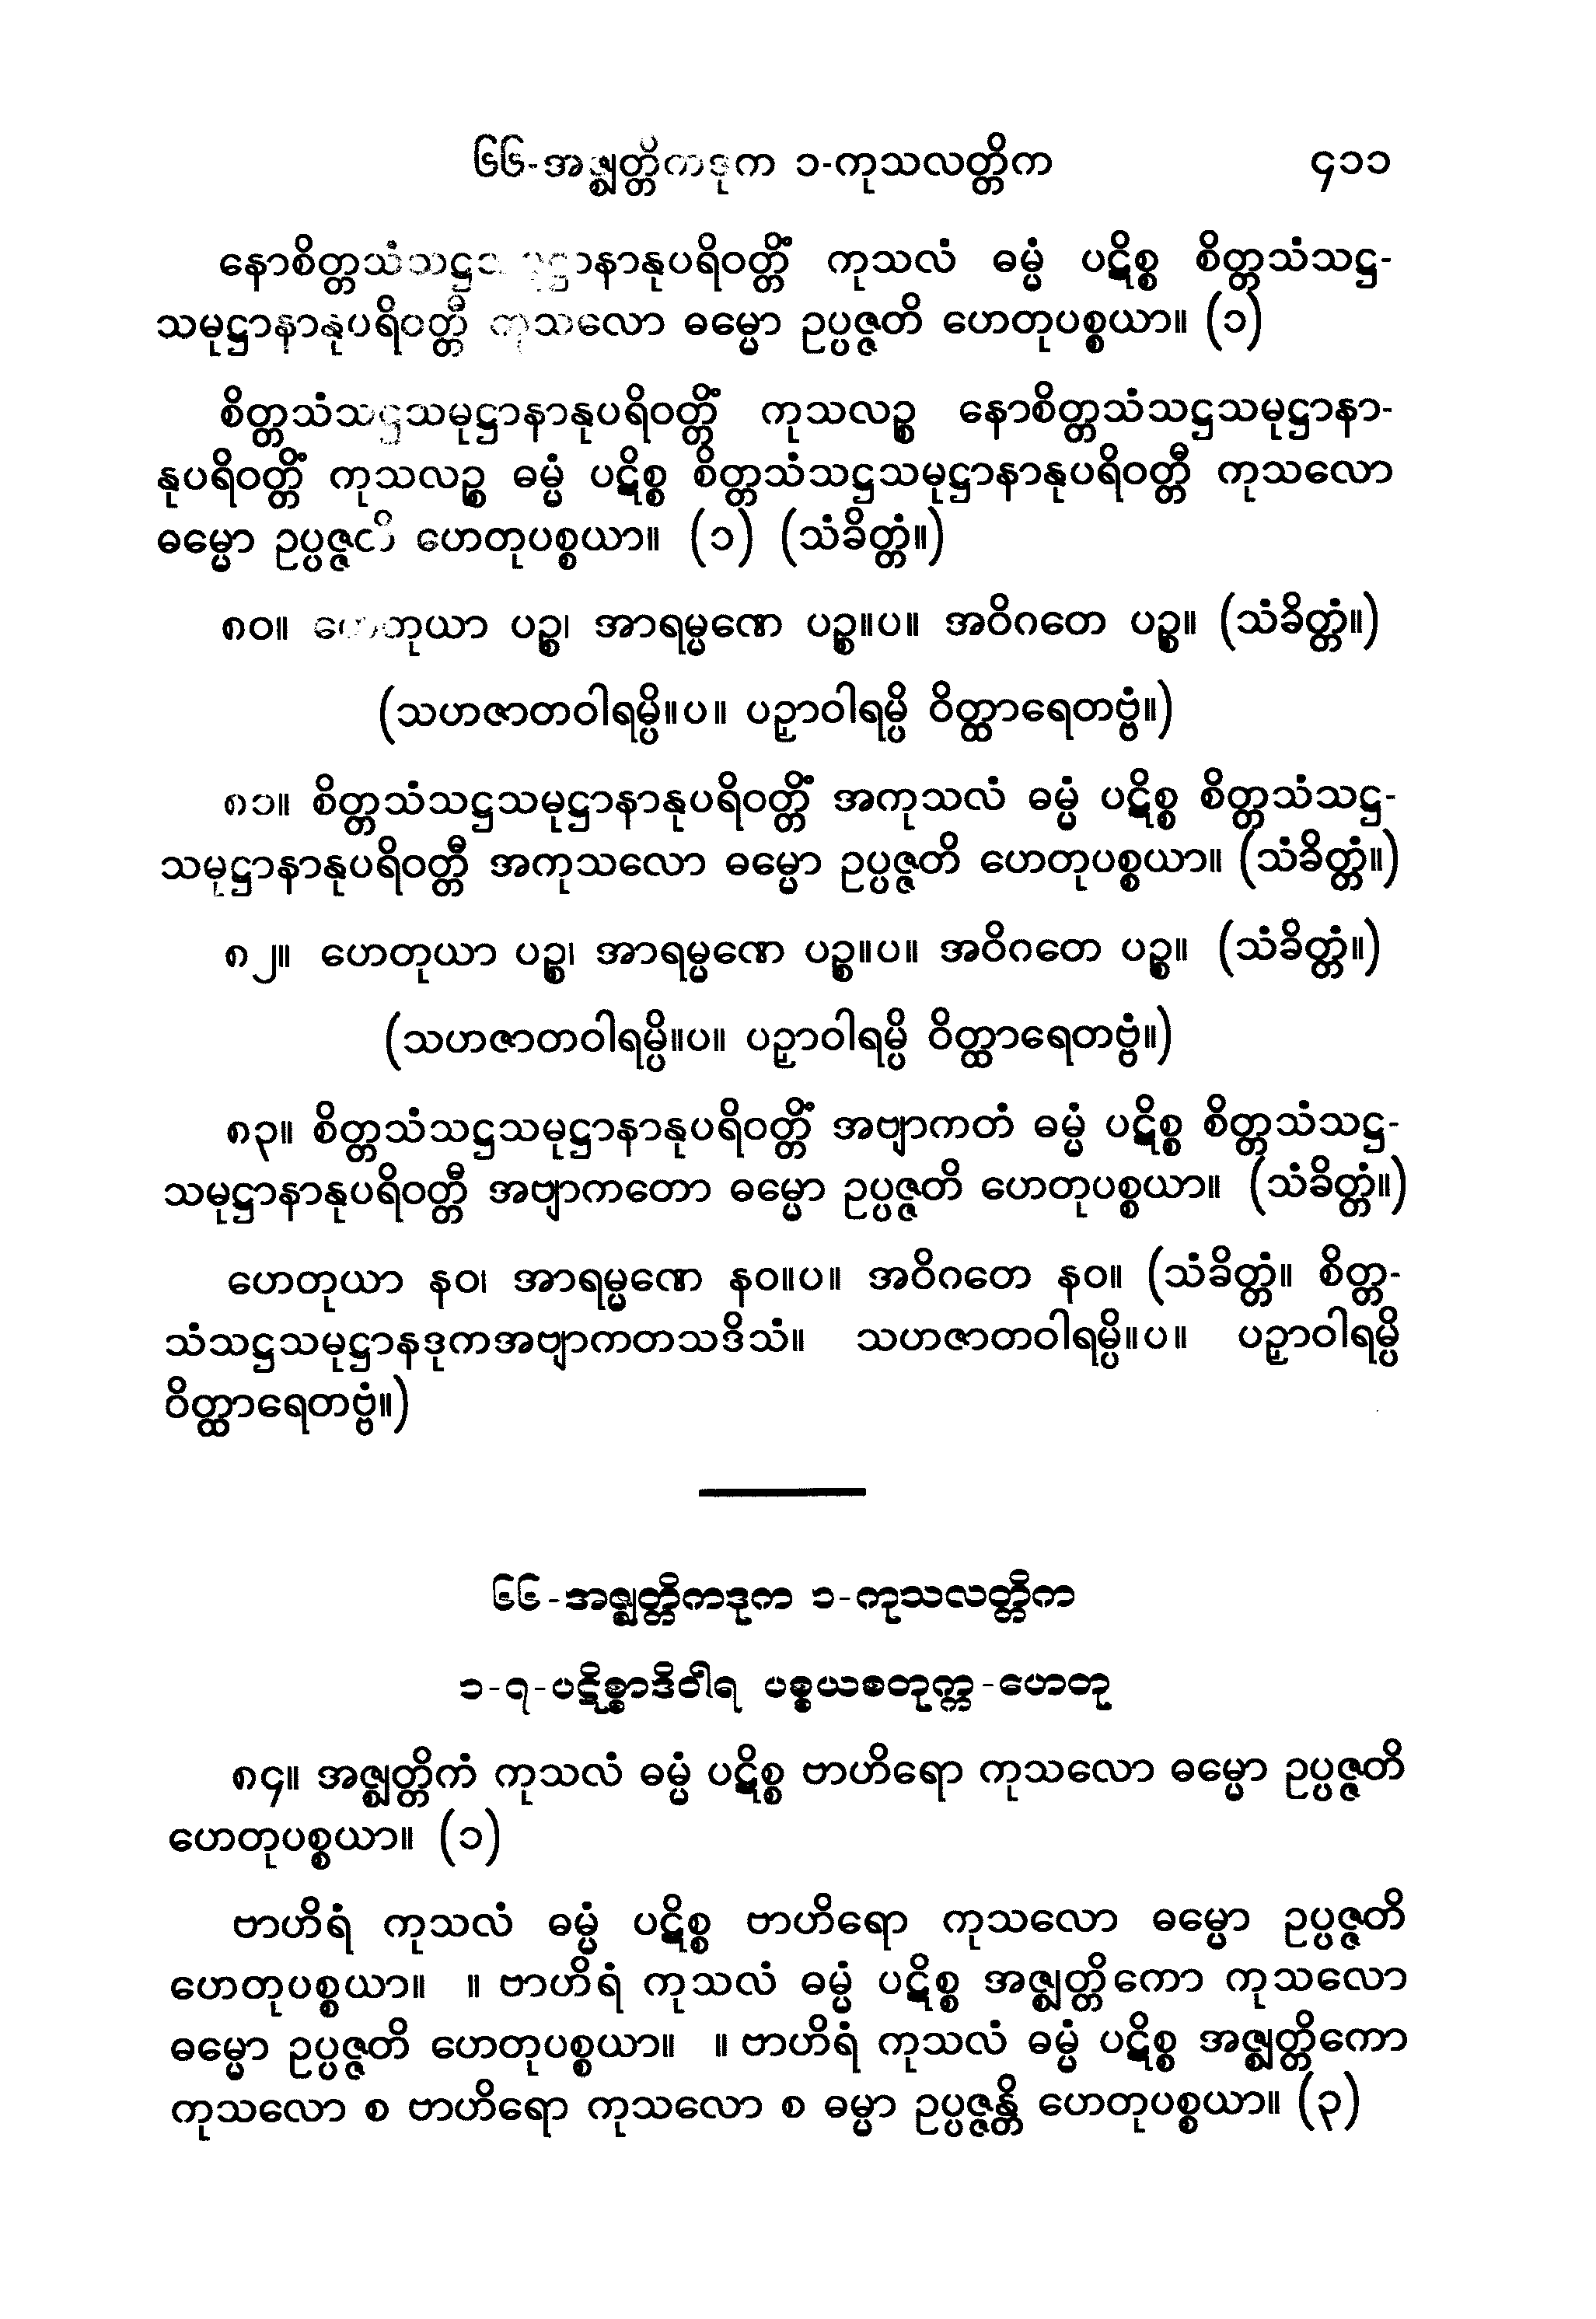 ၆၆-အဇ္ဈတ္တိကဒုက ၁-ကုသလတ္တိက ၄၁၁
နောစိတ္တသံသဋ္ဌသမုဋ္ဌာနာနုပရိဝတ္တိံ ကုသလံ ဓမ္မံ ပဋိစ္စ စိတ္တသံသဋ္ဌ-
သမုဋ္ဌာနာနုပရိဝတ္တီ ကုသလော ဓမ္မော ဥပ္ပဇ္ဇတိ ဟေတုပစ္စယာ။ (၁)
စိတ္တသံသဋ္ဌသမုဋ္ဌာနာနုပရိဝတ္တိံ ကုသလဉ္စ နောစိတ္တသံသဋ္ဌသမုဋ္ဌာနာ-
နုပရိဝတ္တိံ ကုသလဉ္စ ဓမ္မံ ပဋိစ္စ စိတ္တသံသဋ္ဌသမုဋ္ဌာနာနုပရိဝတ္တီ ကုသလော
ဓမ္မော ဥပ္ပဇ္ဇတိ ဟေတုပစ္စယာ။ (၁) (သံခိတ္တံ။)
၈၀။ ဟေတုယာ ပဉ္စ၊ အာရမ္မဏေ ပဉ္စ။ပ။ အဝိဂတေ ပဉ္စ။ (သံခိတ္တံ။)
(သဟဇာတဝါရမ္ပိ။ပ။ ပဉှာဝါရမ္ပိ ဝိတ္ထာရေတဗ္ဗံ။)
၈၁။ စိတ္တသံသဋ္ဌသမုဋ္ဌာနာနုပရိဝတ္တိံ အကုသလံ ဓမ္မံ ပဋိစ္စ စိတ္တသံသဋ္ဌ-
သမုဋ္ဌာနာနုပရိဝတ္တီ အကုသလော ဓမ္မော ဥပ္ပဇ္ဇတိ ဟေတုပစ္စယာ။ (သံခိတ္တံ။)
၈၂။ ဟေတုယာ ပဉ္စ၊ အာရမ္မဏေ ပဉ္စ။ပ။ အဝိဂတေ ပဉ္စ။ (သံခိတ္တံ။)
(သဟဇာတဝါရမ္ပိ။ပ။ ပဉှာဝါရမ္ပိ ဝိတ္ထာရေတဗ္ဗံ။)
၈၃။ စိတ္တသံသဋ္ဌသမုဋ္ဌာနာနုပရိဝတ္တိံ အဗျာကတံ ဓမ္မံ ပဋိစ္စ စိတ္တသံသဋ္ဌ-
သမုဋ္ဌာနာနုပရိဝတ္တီ အဗျာကတော ဓမ္မော ဥပ္ပဇ္ဇတိ ဟေတုပစ္စယာ။ (သံခိတ္တံ။)
ဟေတုယာ နဝ၊ အာရမ္မဏေ နဝ။ပ။ အဝိဂတေ နဝ။ (သံခိတ္တံ။ စိတ္တ-
သံသဋ္ဌသမုဋ္ဌာနဒုကအဗျာကတသဒိသံ။ သဟဇာတဝါရမ္ပိ။ပ။ ပဉှာဝါရမ္ပိ
ဝိတ္ထာရေတဗ္ဗံ။)
၆၆-အဇ္ဈတ္တိကဒုက ၁-ကုသလတ္တိက
၁-၇-ပဋိစ္စာဒိဝါရ ပစ္စယစတုက္က-ဟေတု
၈၄။ အဇ္ဈတ္တိကံ ကုသလံ ဓမ္မံ ပဋိစ္စ ဗာဟိရော ကုသလော ဓမ္မော ဥပ္ပဇ္ဇတိ
ဟေတုပစ္စယာ။ (၁)
ဗာဟိရံ ကုသလံ ဓမ္မံ ပဋိစ္စ ဗာဟိရော ကုသလော ဓမ္မော ဥပ္ပဇ္ဇတိ
ဟေတုပစ္စယာ။ ။ ဗာဟိရံ ကုသလံ ဓမ္မံ ပဋိစ္စ အဇ္ဈတ္တိကော ကုသလော
ဓမ္မော ဥပ္ပဇ္ဇတိ ဟေတုပစ္စယာ။ ။ ဗာဟိရံ ကုသလံ ဓမ္မံ ပဋိစ္စ အဇ္ဈတ္တိကော
ကုသလော စ ဗာဟိရော ကုသလော စ ဓမ္မာ ဥပ္ပဇ္ဇန္တိ ဟေတုပစ္စယာ။ (၃)